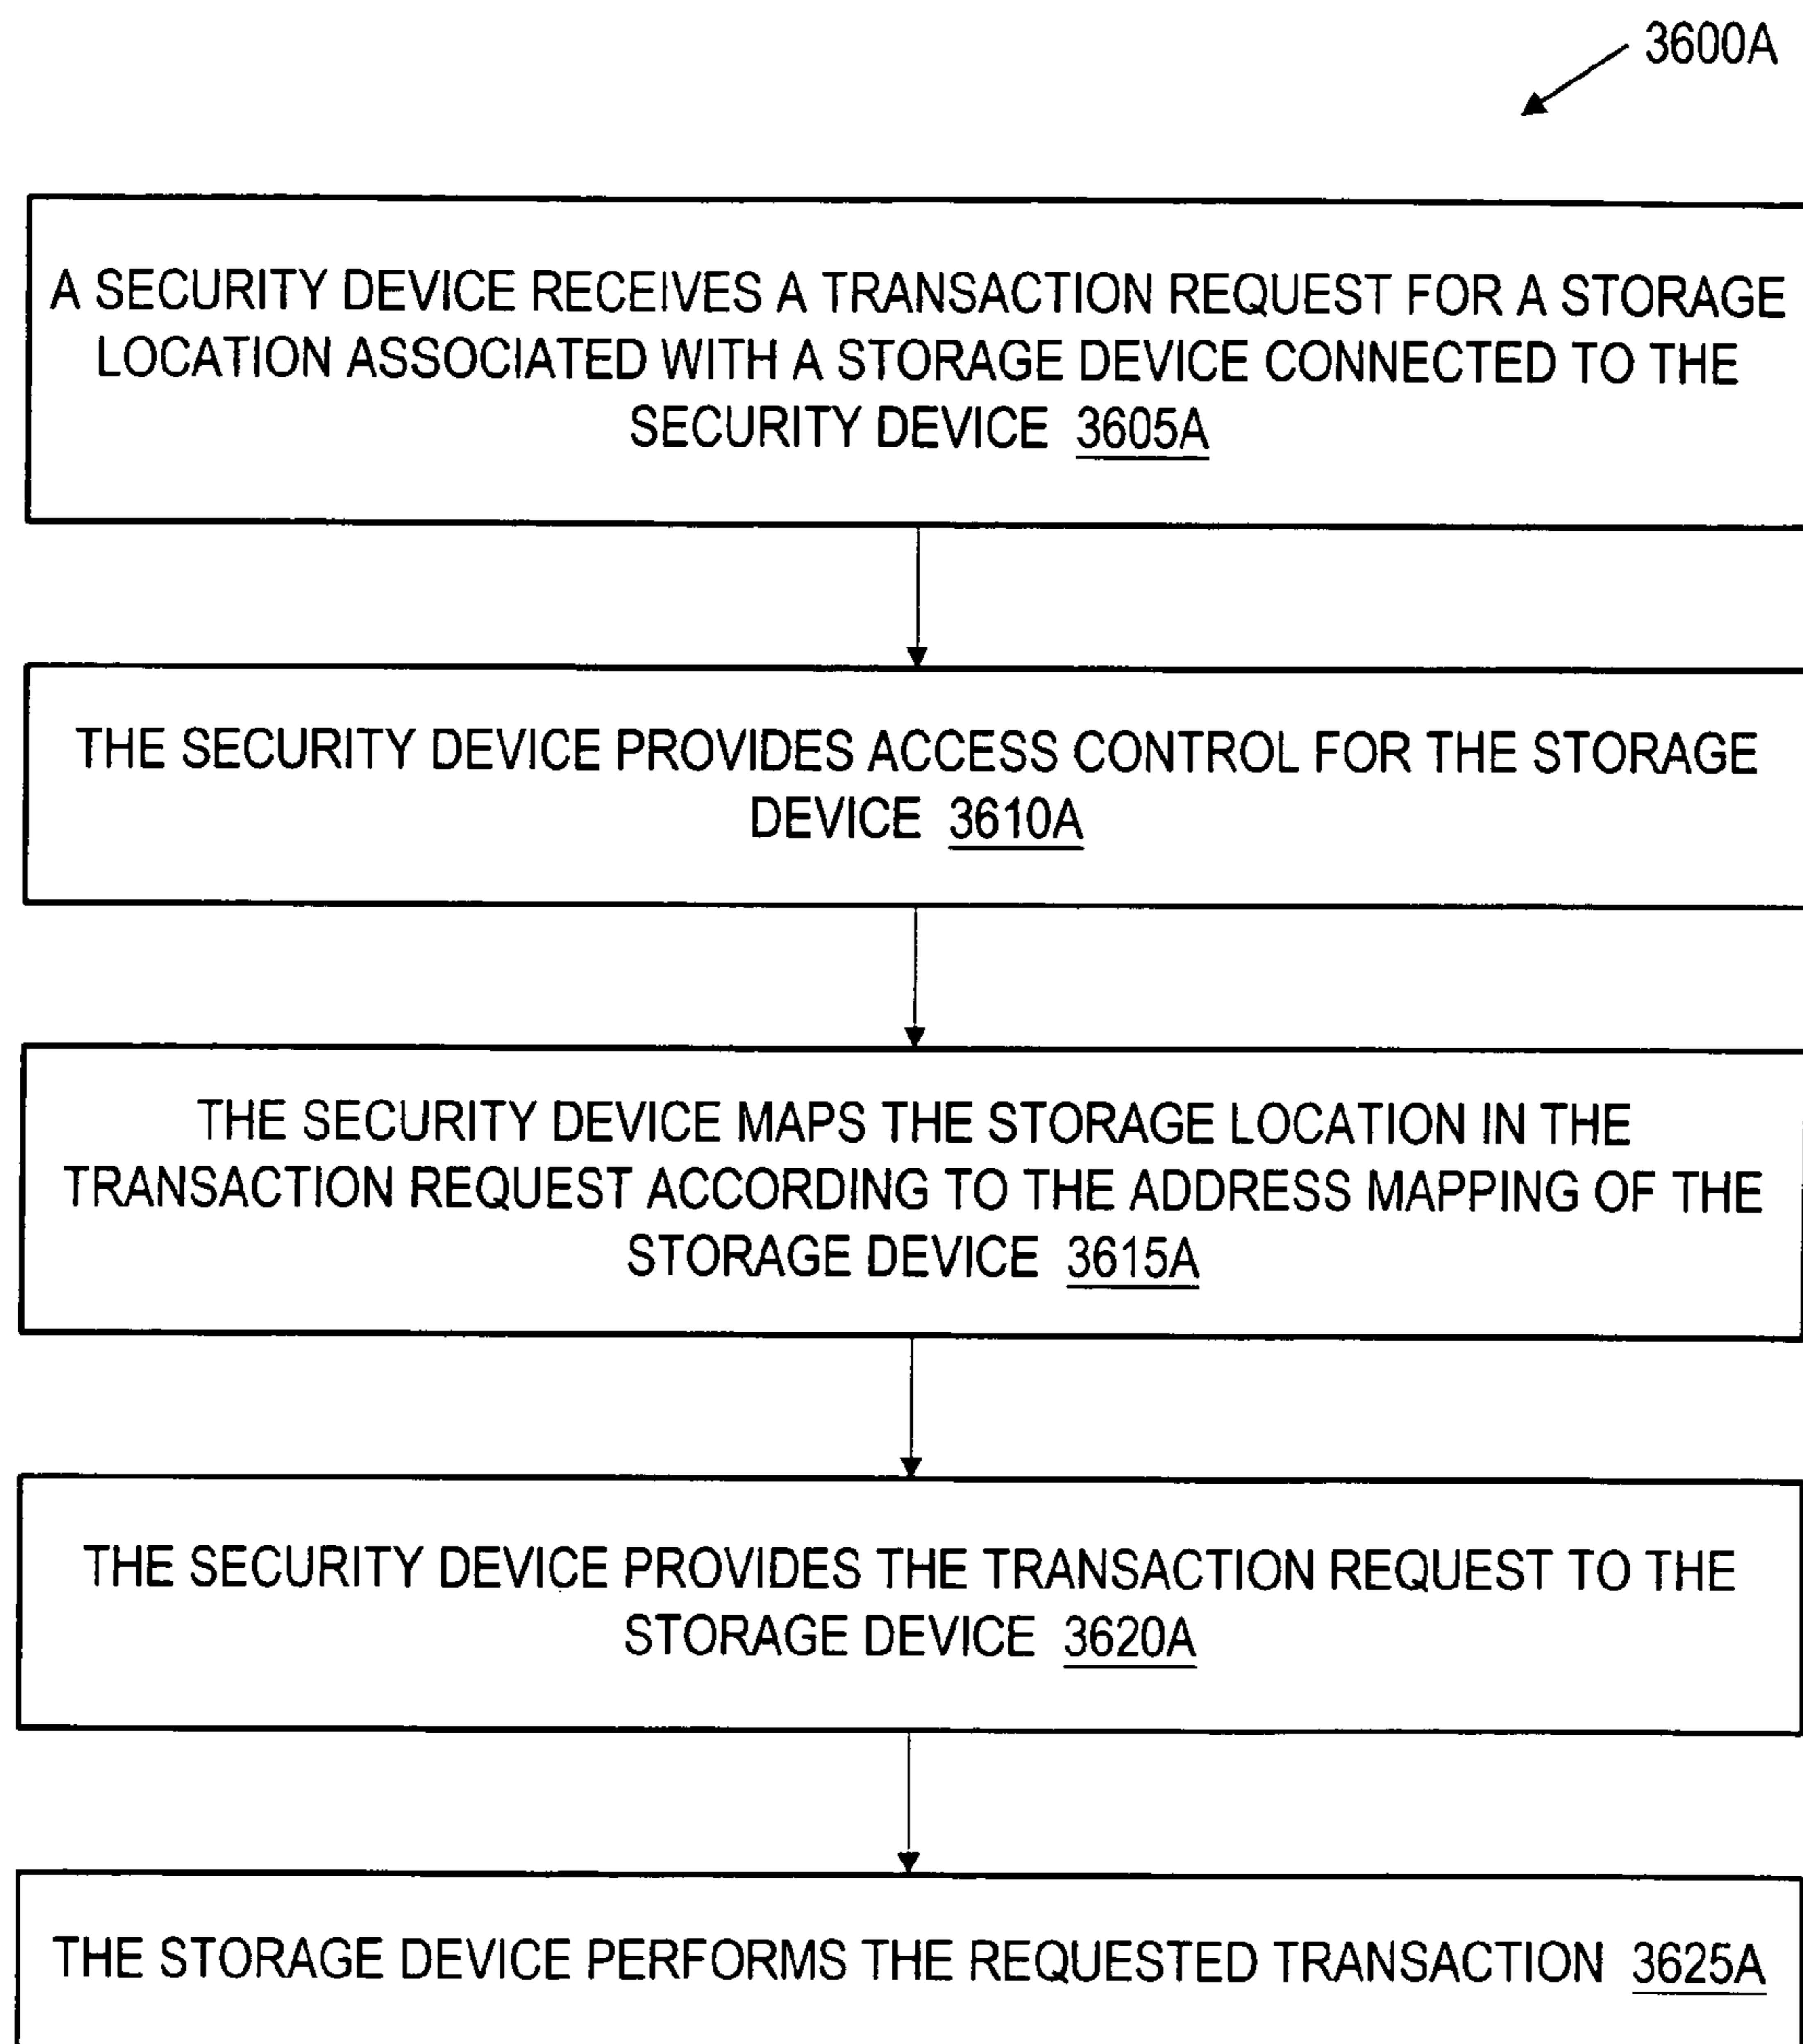 3600A
A SECURITY DEVICE RECEIVES A TRANSACTION REQUEST FOR A STORAGE
LOCATION ASSOCIATED WITH A STORAGE DEVICE CONNECTED TO THE
SECURITY DEVICE 3605A
THE SECURITY DEVICE PROVIDES ACCESS CONTROL FOR THE STORAGE
DEVICE 3610A
THE SECURITY DEVICE MAPS THE STORAGE LOCATION IN THE
TRANSACTION REQUEST ACCORDING TO THE ADDRESS MAPPING OF THE
STORAGE DEVICE 3615A
THE SECURITY DEVICE PROVIDES THE TRANSACTION REQUEST TO THE
STORAGE DEVICE 3620A
THE STORAGE DEVICE PERFORMS THE REQUESTED TRANSACTION 3625A